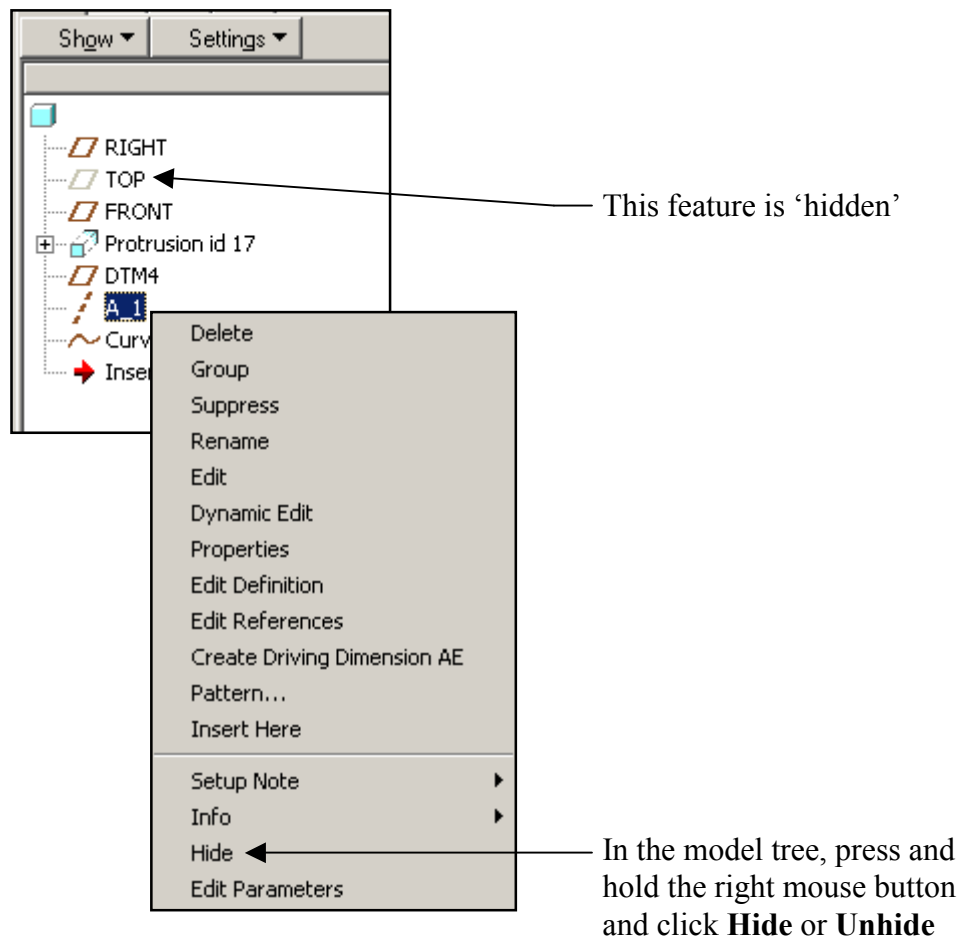 Show Settings
RIGHT
TOP
This feature is ‘hidden’
FRONT
Protrusion id 17
DTM4
A_1
Curv
Inser
Delete
Group
Suppress
Rename
Edit
Dynamic Edit
Properties
Edit Definition
Edit References
Create Driving Dimension AE
Pattern...
Insert Here
Setup Note
Info
Hide
Edit Parameters
In the model tree, press and
hold the right mouse button
and click Hide or Unhide